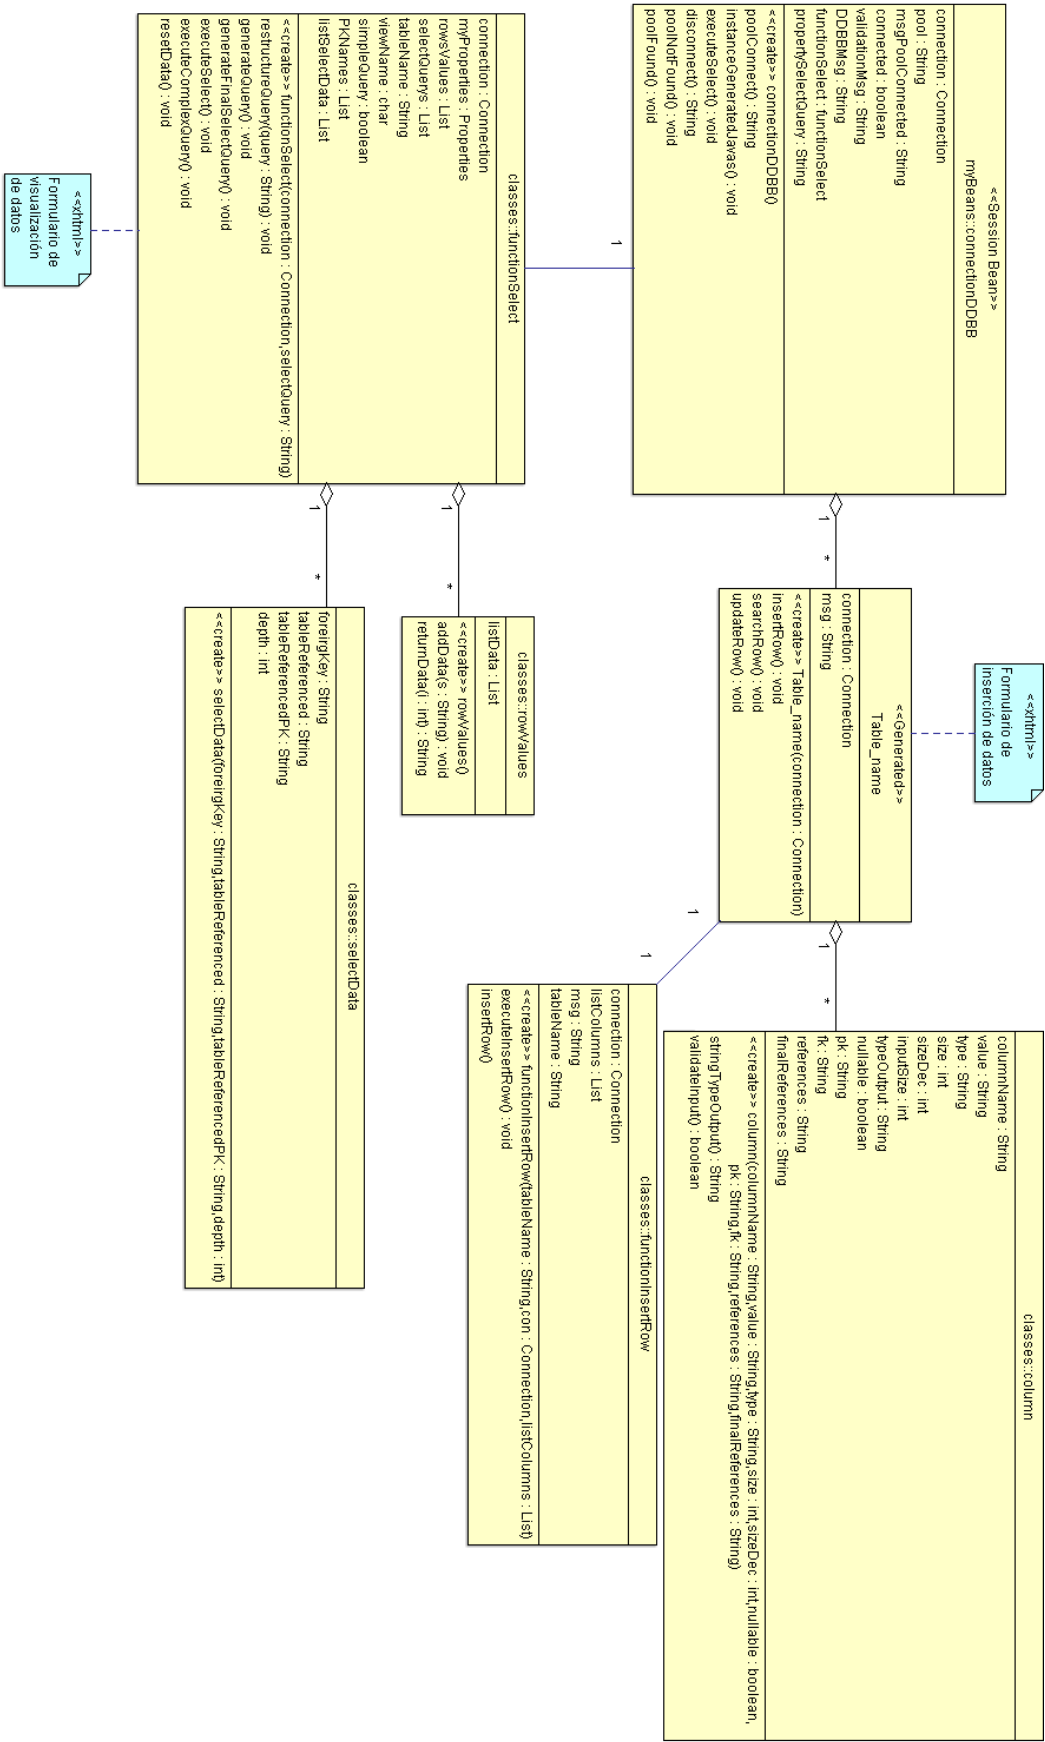 <<Session Bean>>
myBeans::connectionDDBB
connection : Connection
pool : String
msgPoolConnected : String
connected : boolean
validationMsg : String
DDBBMsg : String
functionSelect : functionSelect
propertySelectQuery : String
<<create>> connectionDDBB()
poolConnect() : String
instanceGeneratedJavas() : void
executeSelect() : void
disconnect() : String
poolNotFound() : void
poolFound() : void
1
*
<<xhtml>>
Formulario de
inserción de datos
<<Generated>>
Table_name
connection : Connection
msg : String
<<create>> Table_name(connection : Connection)
insertRow() : void
searchRow() : void
updateRow() : void
1
*
classes::column
columnName : String
value : String
type : String
size : int
sizeDec : int
inputSize : int
typeOutput : String
nullable : boolean
pk : String
fk : String
references : String
finalReferences : String
<<create>> column(columnName : String,value : String,type : String,size : int,sizeDec : int,nullable : boolean,
pk : String,fk : String,references : String,finalReferences : String)
stringTypeOutput() : String
validateInput() : boolean
1
1
classes::functionInsertRow
connection : Connection
listColumns : List
msg : String
tableName : String
<<create>> functionInsertRow(tableName : String,con : Connection,listColumns : List)
executeInsertRow() : void
insertRow()
1
classes::functionSelect
connection : Connection
myProperties : Properties
rowsValues : List
selectQuerys : List
tableName : String
viewName : char
simpleQuery : boolean
PKNames : List
listSelectData : List
<<create>> functionSelect(connection : Connection,selectQuery : String)
restructureQuery(query : String) : void
generateQuery() : void
generateFinalSelectQuery() : void
executeSelect() : void
executeComplexQuery() : void
resetData() : void
1
*
classes::rowValues
listData : List
<<create>> rowValues()
addData(s : String) : void
returnData(i : int) : String
1
*
classes::selectData
foreirgKey : String
tableReferenced : String
tableReferencedPK : String
depth : int
<<create>> selectData(foreirgKey : String,tableReferenced : String,tableReferencedPK : String,depth : int)
<<xhtml>>
Formulario de
visualización
de datos